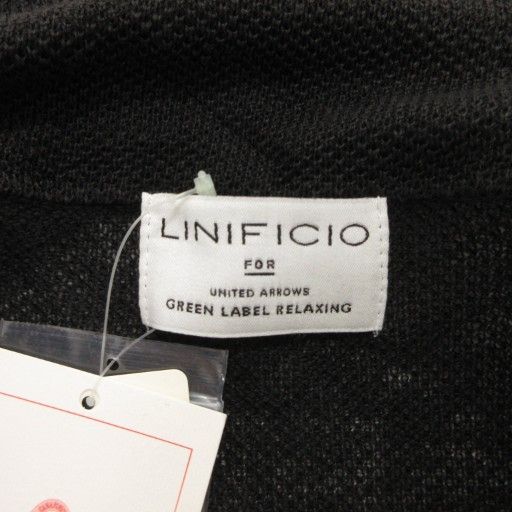 LINIFICIO
FOR
UNITED ARROWS
GREEN LABEL RELAXING